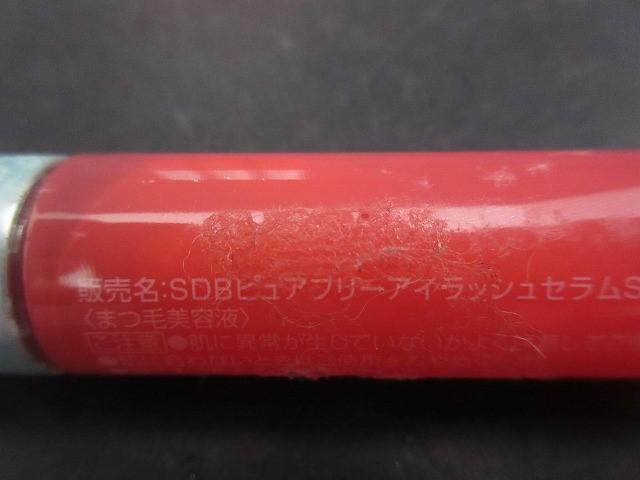 販売名:SDBピュアブリーアイラッシュセラムS
〈まつ毛美容液〉
ご注意 ●肌に異常が生じていないかよく注意して